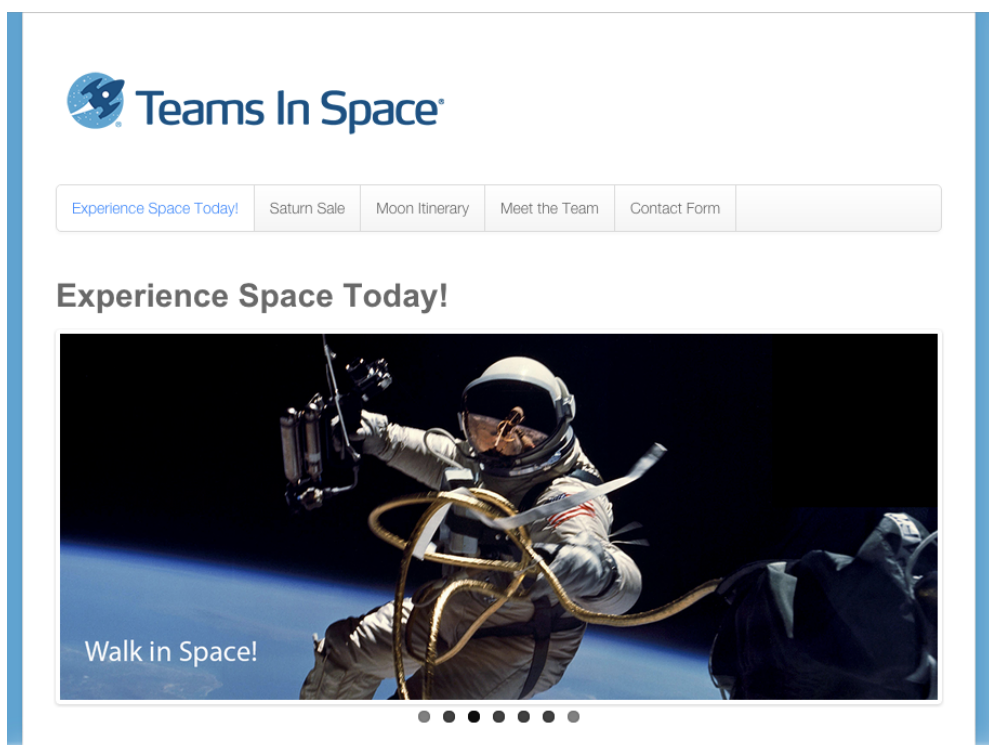 Teams In Space®
Experience Space Today! Saturn Sale Moon Itinerary Meet the Team Contact Form
Experience Space Today!
Walk in Space!